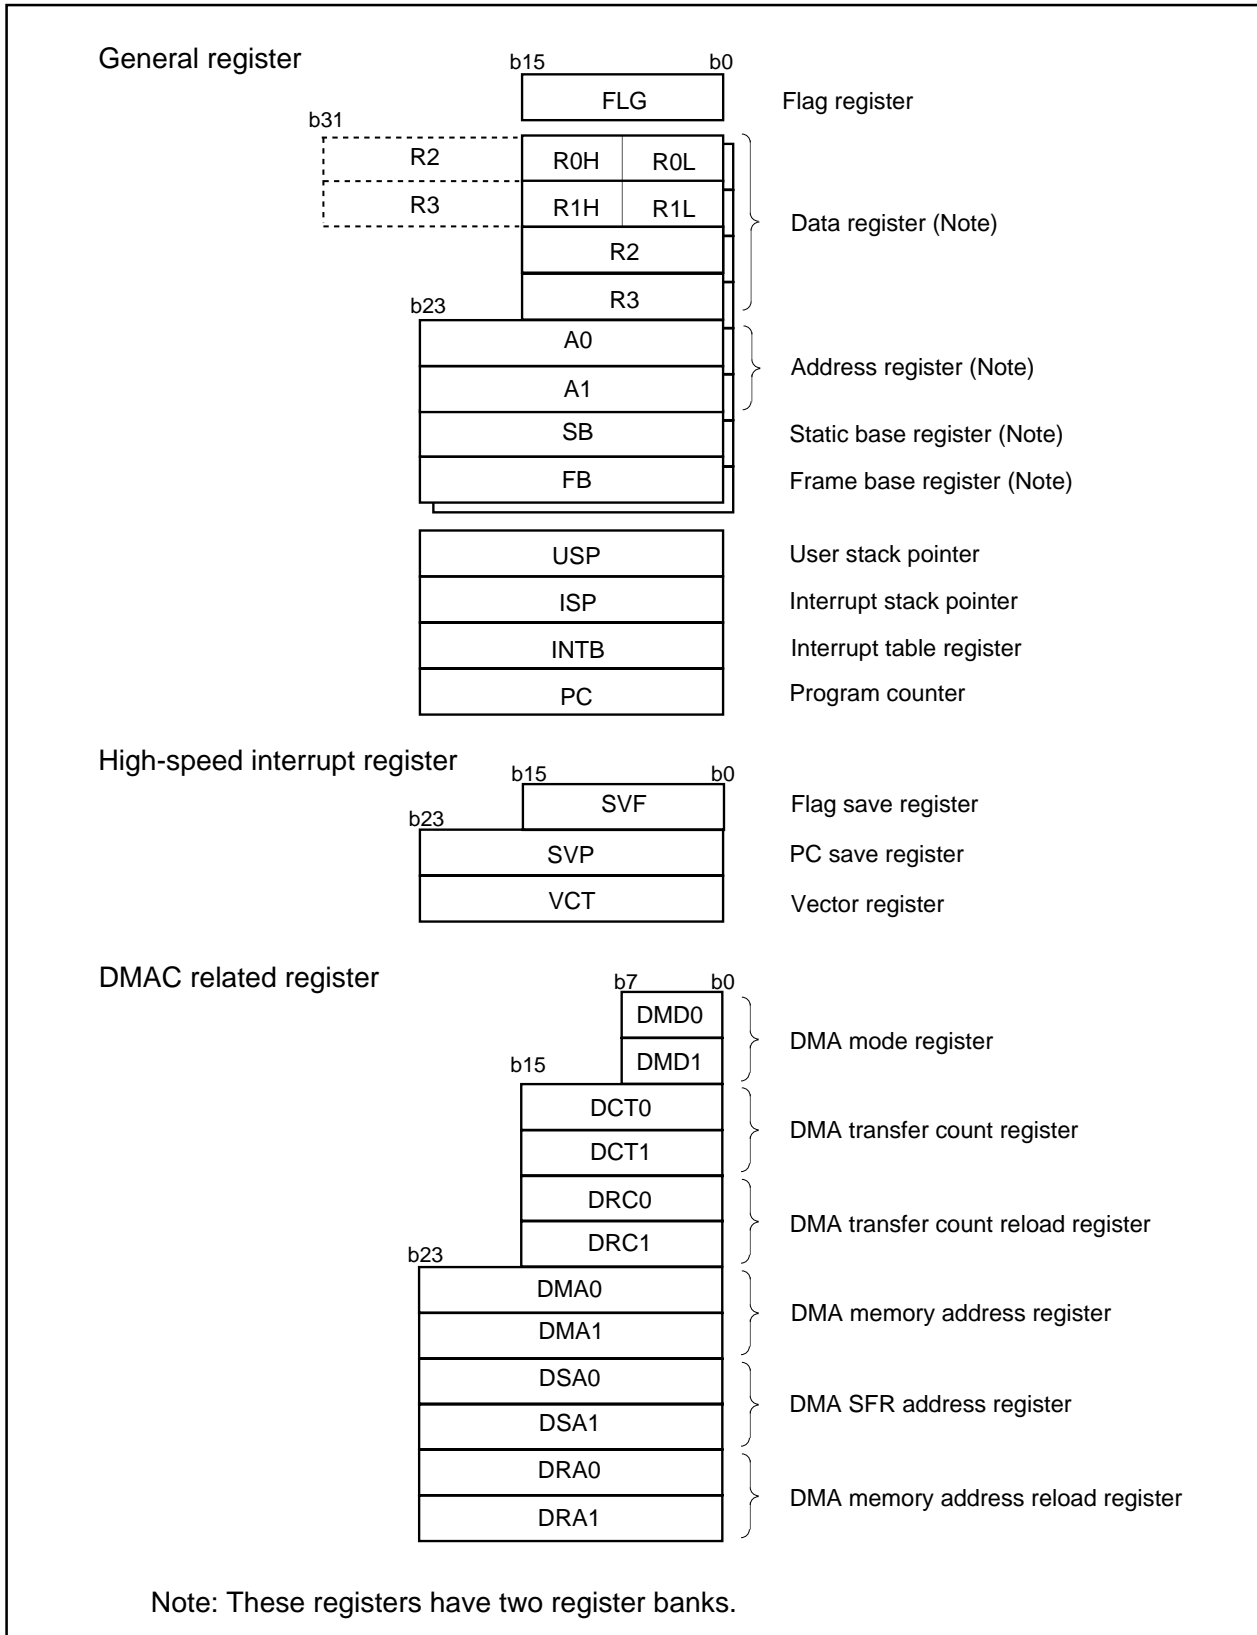 General register
b15 b0
FLG Flag register
b31
R2 R0H R0L
R3 R1H R1L
Data register (Note)
R2
R3
b23
A0
A1
Address register (Note)
SB Static base register (Note)
FB Frame base register (Note)
USP User stack pointer
ISP Interrupt stack pointer
INTB Interrupt table register
PC Program counter
High-speed interrupt register
b15 b0
SVF Flag save register
b23
SVP PC save register
VCT Vector register
DMAC related register
b7 b0
DMD0
DMD1
DMA mode register
b15
DCT0
DCT1
DMA transfer count register
DRC0
DRC1
DMA transfer count reload register
b23
DMA0
DMA1
DMA memory address register
DSA0
DSA1
DMA SFR address register
DRA0
DRA1
DMA memory address reload register
Note: These registers have two register banks.